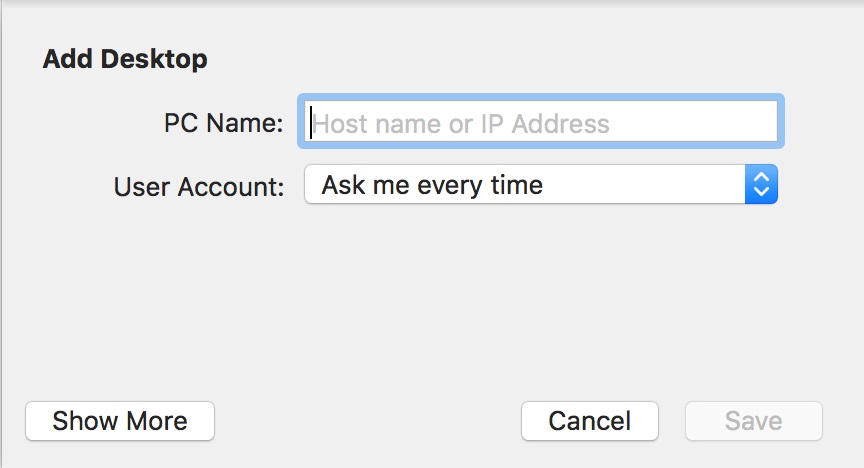 Add Desktop
PC Name: Host name or IP Address
User Account: Ask me every time
Show More Cancel Save